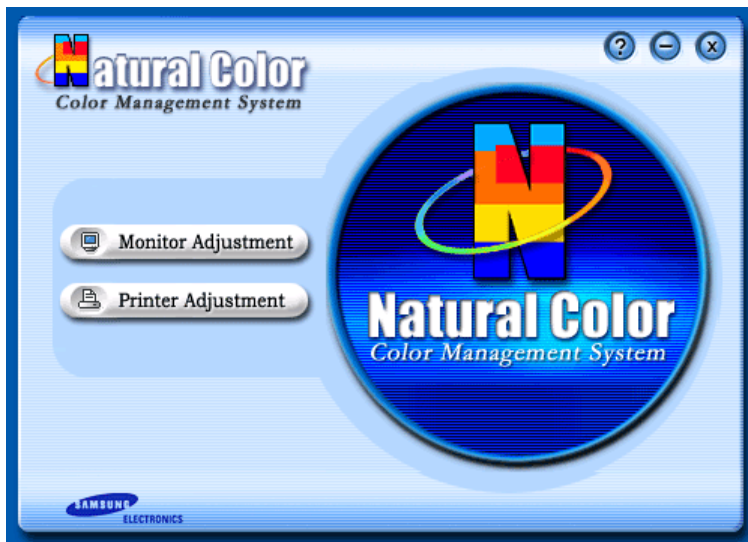 Natural Color
Color Management System
?
–
x
Monitor Adjustment
Printer Adjustment
N
Natural Color
Color Management System
SAMSUNG
ELECTRONICS